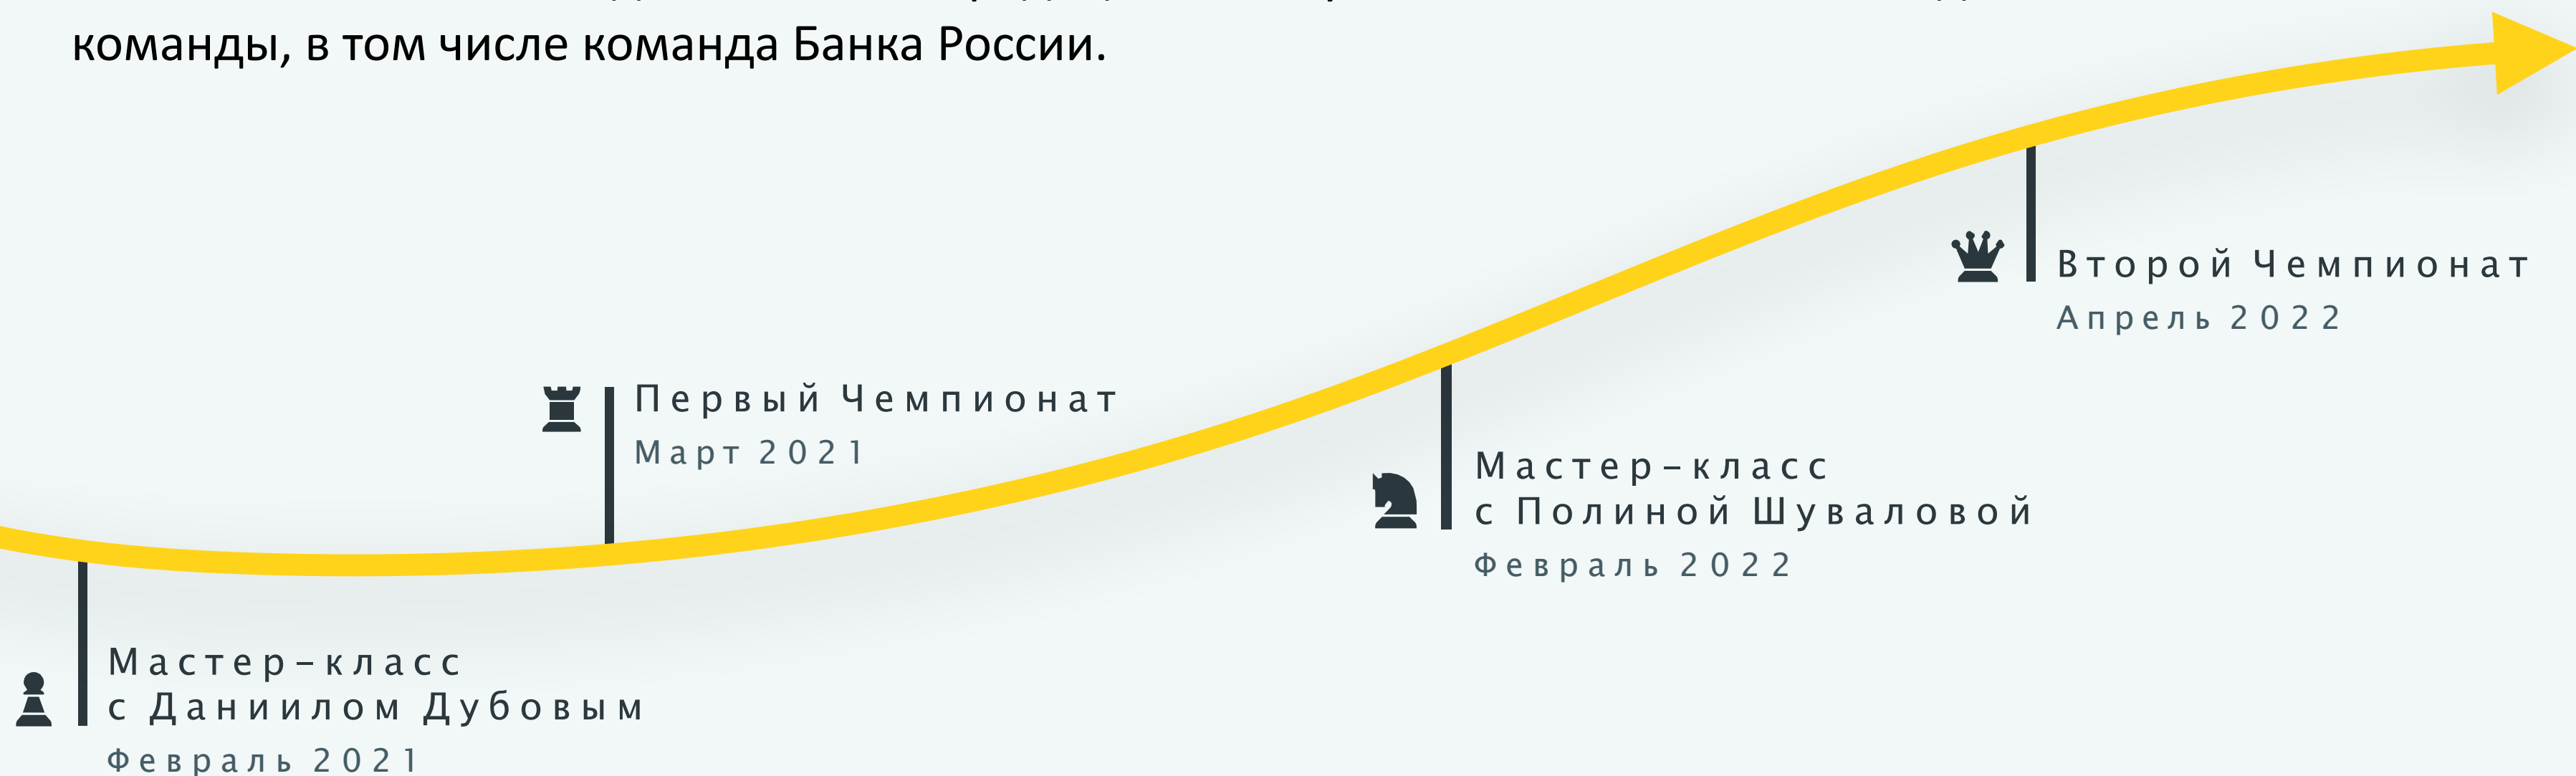 команды, в том числе команда Банка России.
Второй Чемпионат
Апрель 2022
Первый Чемпионат
Март 2021
Мастер-класс
с Полиной Шуваловой
Февраль 2022
Мастер-класс
с Даниилом Дубовым
Февраль 2021